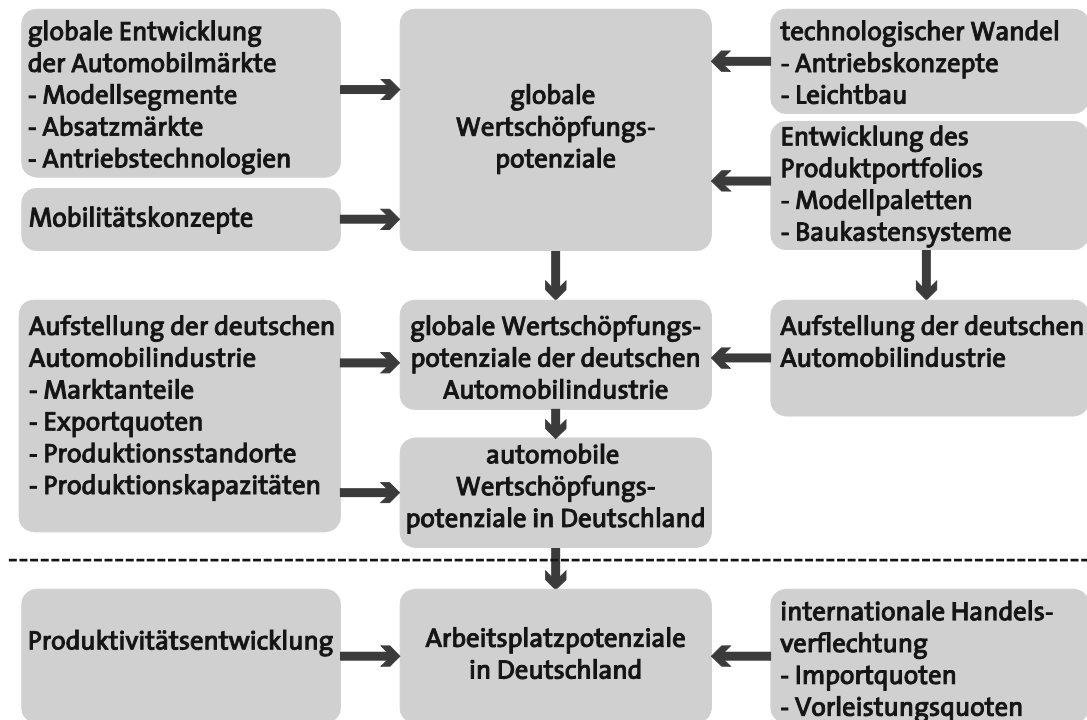 globale Entwicklung
der Automobilmärkte
- Modellsegmente
- Absatzmärkte
- Antriebstechnologien
Mobilitätskonzepte
globale
Wertschöpfungs-
potenziale
technologischer Wandel
- Antriebskonzepte
- Leichtbau
Entwicklung des
Produktportfolios
- Modellpaletten
- Baukastensysteme
Aufstellung der deutschen
Automobilindustrie
- Marktanteile
- Exportquoten
- Produktionsstandorte
- Produktionskapazitäten
globale Wertschöpfungs-
potenziale der deutschen
Automobilindustrie
Aufstellung der deutschen
Automobilindustrie
automobile
Wertschöpfungs-
potenziale in Deutschland
Produktivitätsentwicklung
Arbeitsplatzpotenziale
in Deutschland
internationale Handels-
verflechtung
- Importquoten
- Vorleistungsquoten